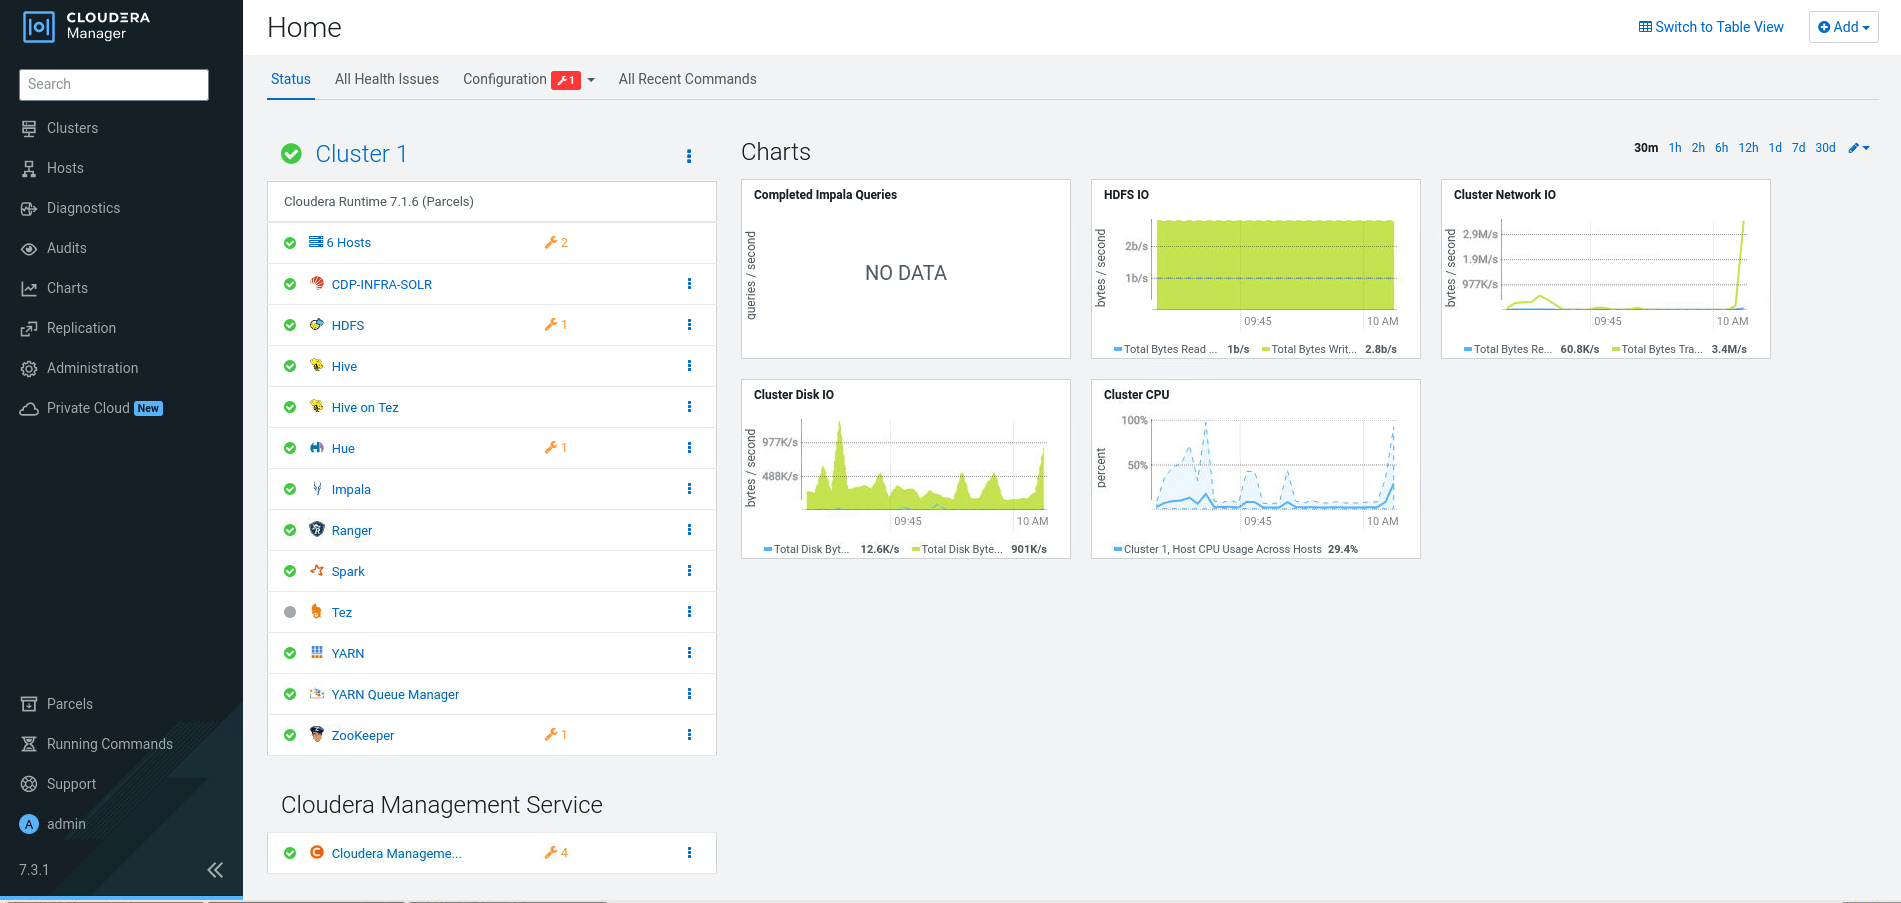 CLOUDERA
Manager
Search
Clusters
Hosts
Diagnostics
Audits
Charts
Replication
Administration
Private Cloud New
Parcels
Running Commands
Support
A admin
7.3.1
Home
Switch to Table View
Add
Status
All Health Issues
Configuration 1
All Recent Commands
Cluster 1
Cloudera Runtime 7.1.6 (Parcels)
6 Hosts 2
CDP-INFRA-SOLR
HDFS 1
Hive
Hive on Tez
Hue 1
Impala
Ranger
Spark
Tez
YARN
YARN Queue Manager
ZooKeeper 1
Cloudera Management Service
Cloudera Manageme... 4
Charts
30m 1h 2h 6h 12h 1d 7d 30d
Completed Impala Queries
queries / second
NO DATA
HDFS IO
bytes / second
2b/s
1b/s
09:45 10 AM
Total Bytes Read ... 1b/s Total Bytes Writ... 2.8b/s
Cluster Network IO
bytes / second
2.9M/s
1.9M/s
977K/s
09:45 10 AM
Total Bytes Re... 60.8K/s Total Bytes Tra... 3.4M/s
Cluster Disk IO
bytes / second
977K/s
488K/s
09:45 10 AM
Total Disk Byt... 12.6K/s Total Disk Byte... 901K/s
Cluster CPU
percent
100%
50%
09:45 10 AM
Cluster 1, Host CPU Usage Across Hosts 29.4%